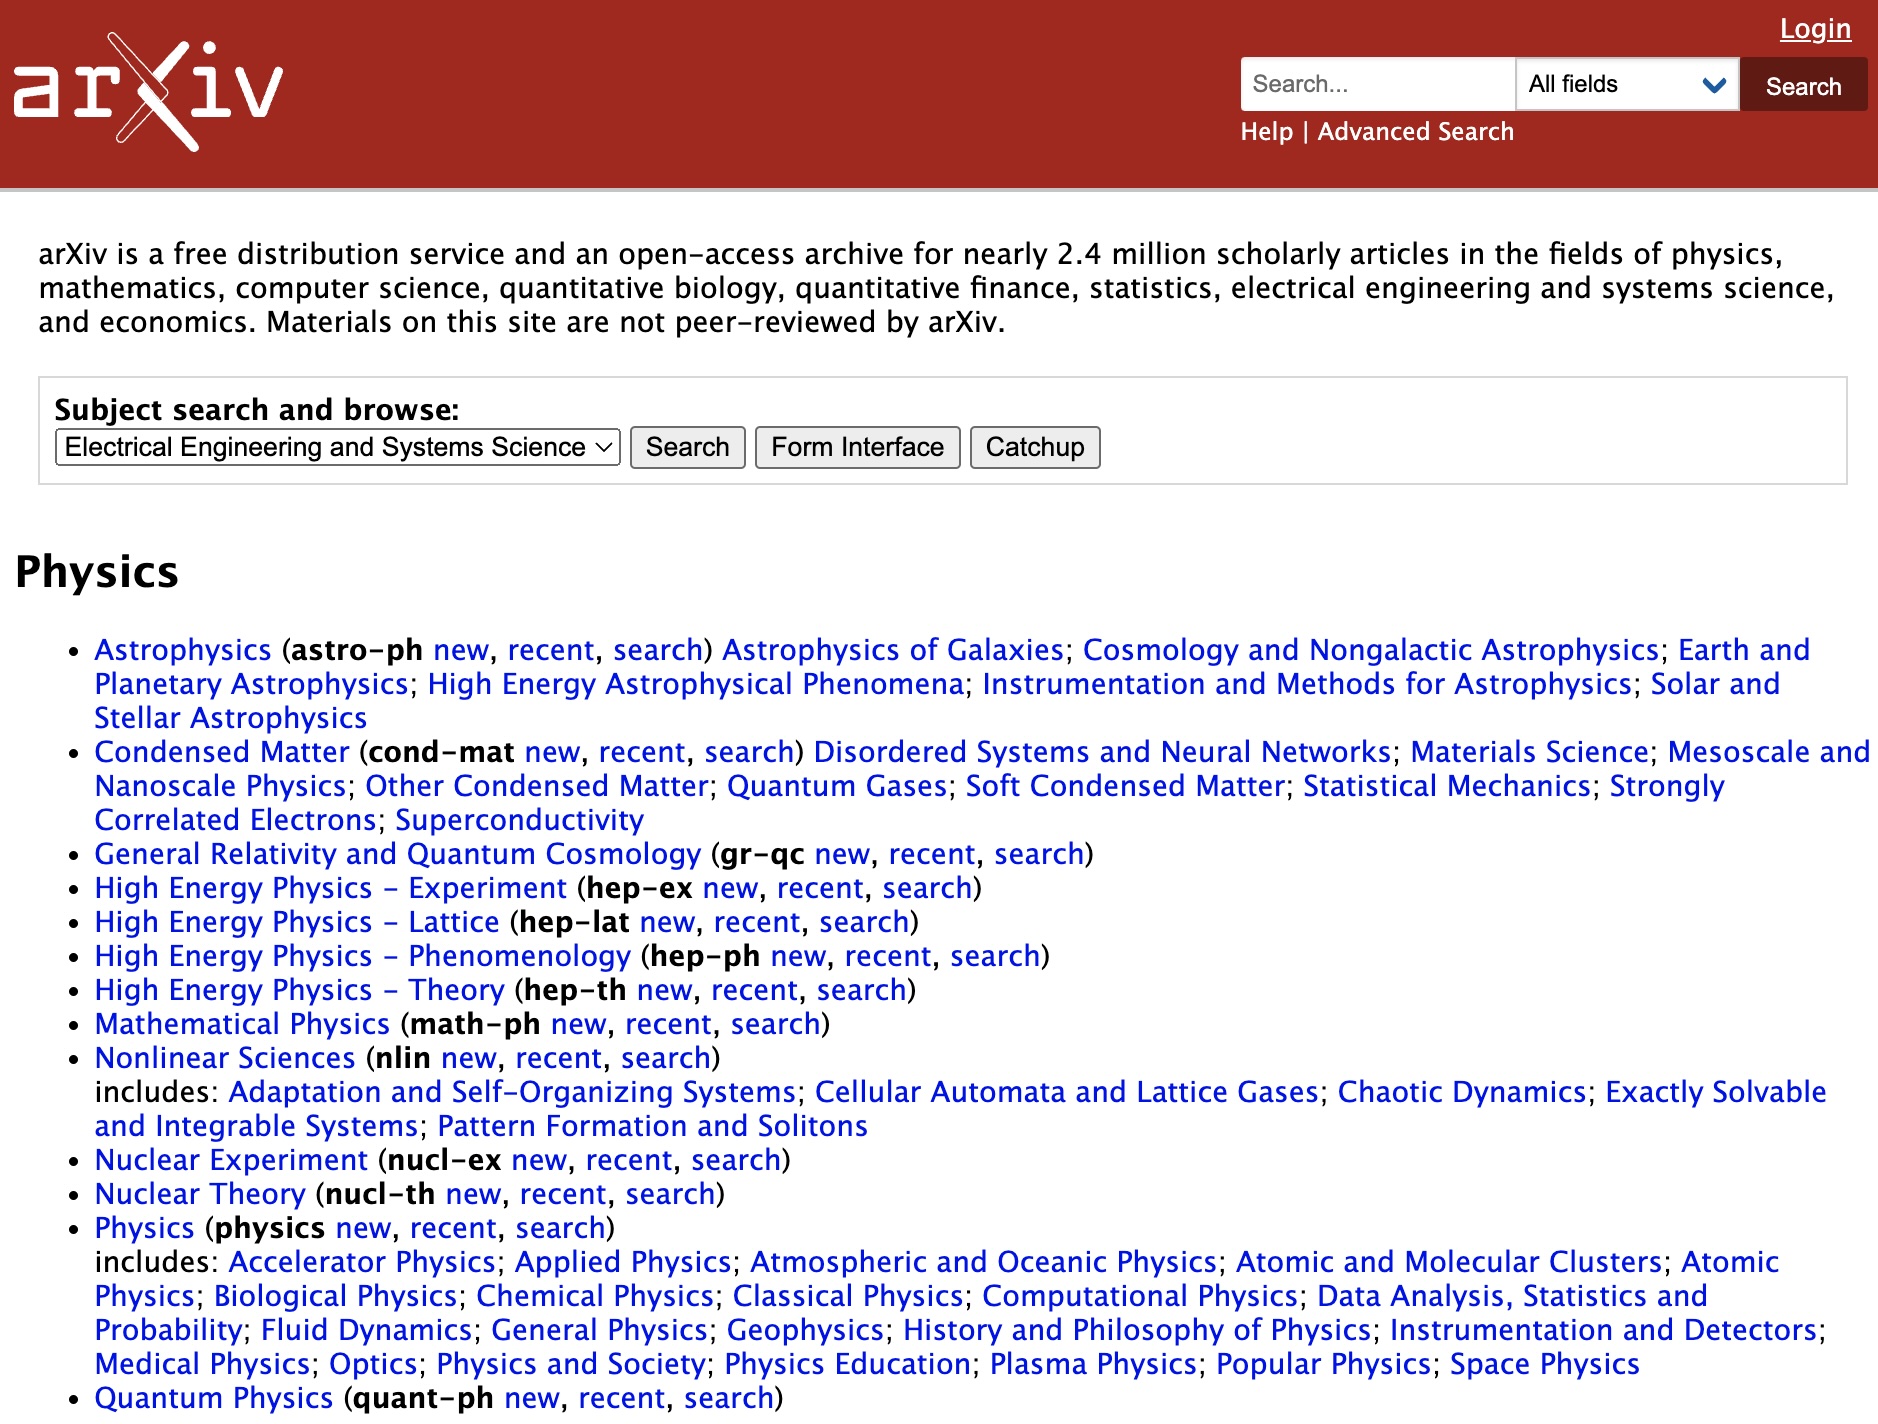 Login
arXiv
Search...
All fields
Search
Help | Advanced Search
arXiv is a free distribution service and an open-access archive for nearly 2.4 million scholarly articles in the fields of physics,
mathematics, computer science, quantitative biology, quantitative finance, statistics, electrical engineering and systems science,
and economics. Materials on this site are not peer-reviewed by arXiv.
Subject search and browse:
Electrical Engineering and Systems Science
Search
Form Interface
Catchup
Physics
• Astrophysics (astro-ph new, recent, search) Astrophysics of Galaxies; Cosmology and Nongalactic Astrophysics; Earth and
Planetary Astrophysics; High Energy Astrophysical Phenomena; Instrumentation and Methods for Astrophysics; Solar and
Stellar Astrophysics
• Condensed Matter (cond-mat new, recent, search) Disordered Systems and Neural Networks; Materials Science; Mesoscale and
Nanoscale Physics; Other Condensed Matter; Quantum Gases; Soft Condensed Matter; Statistical Mechanics; Strongly
Correlated Electrons; Superconductivity
• General Relativity and Quantum Cosmology (gr-qc new, recent, search)
• High Energy Physics - Experiment (hep-ex new, recent, search)
• High Energy Physics - Lattice (hep-lat new, recent, search)
• High Energy Physics - Phenomenology (hep-ph new, recent, search)
• High Energy Physics - Theory (hep-th new, recent, search)
• Mathematical Physics (math-ph new, recent, search)
• Nonlinear Sciences (nlin new, recent, search)
includes: Adaptation and Self-Organizing Systems; Cellular Automata and Lattice Gases; Chaotic Dynamics; Exactly Solvable
and Integrable Systems; Pattern Formation and Solitons
• Nuclear Experiment (nucl-ex new, recent, search)
• Nuclear Theory (nucl-th new, recent, search)
• Physics (physics new, recent, search)
includes: Accelerator Physics; Applied Physics; Atmospheric and Oceanic Physics; Atomic and Molecular Clusters; Atomic
Physics; Biological Physics; Chemical Physics; Classical Physics; Computational Physics; Data Analysis, Statistics and
Probability; Fluid Dynamics; General Physics; Geophysics; History and Philosophy of Physics; Instrumentation and Detectors;
Medical Physics; Optics; Physics and Society; Physics Education; Plasma Physics; Popular Physics; Space Physics
• Quantum Physics (quant-ph new, recent, search)